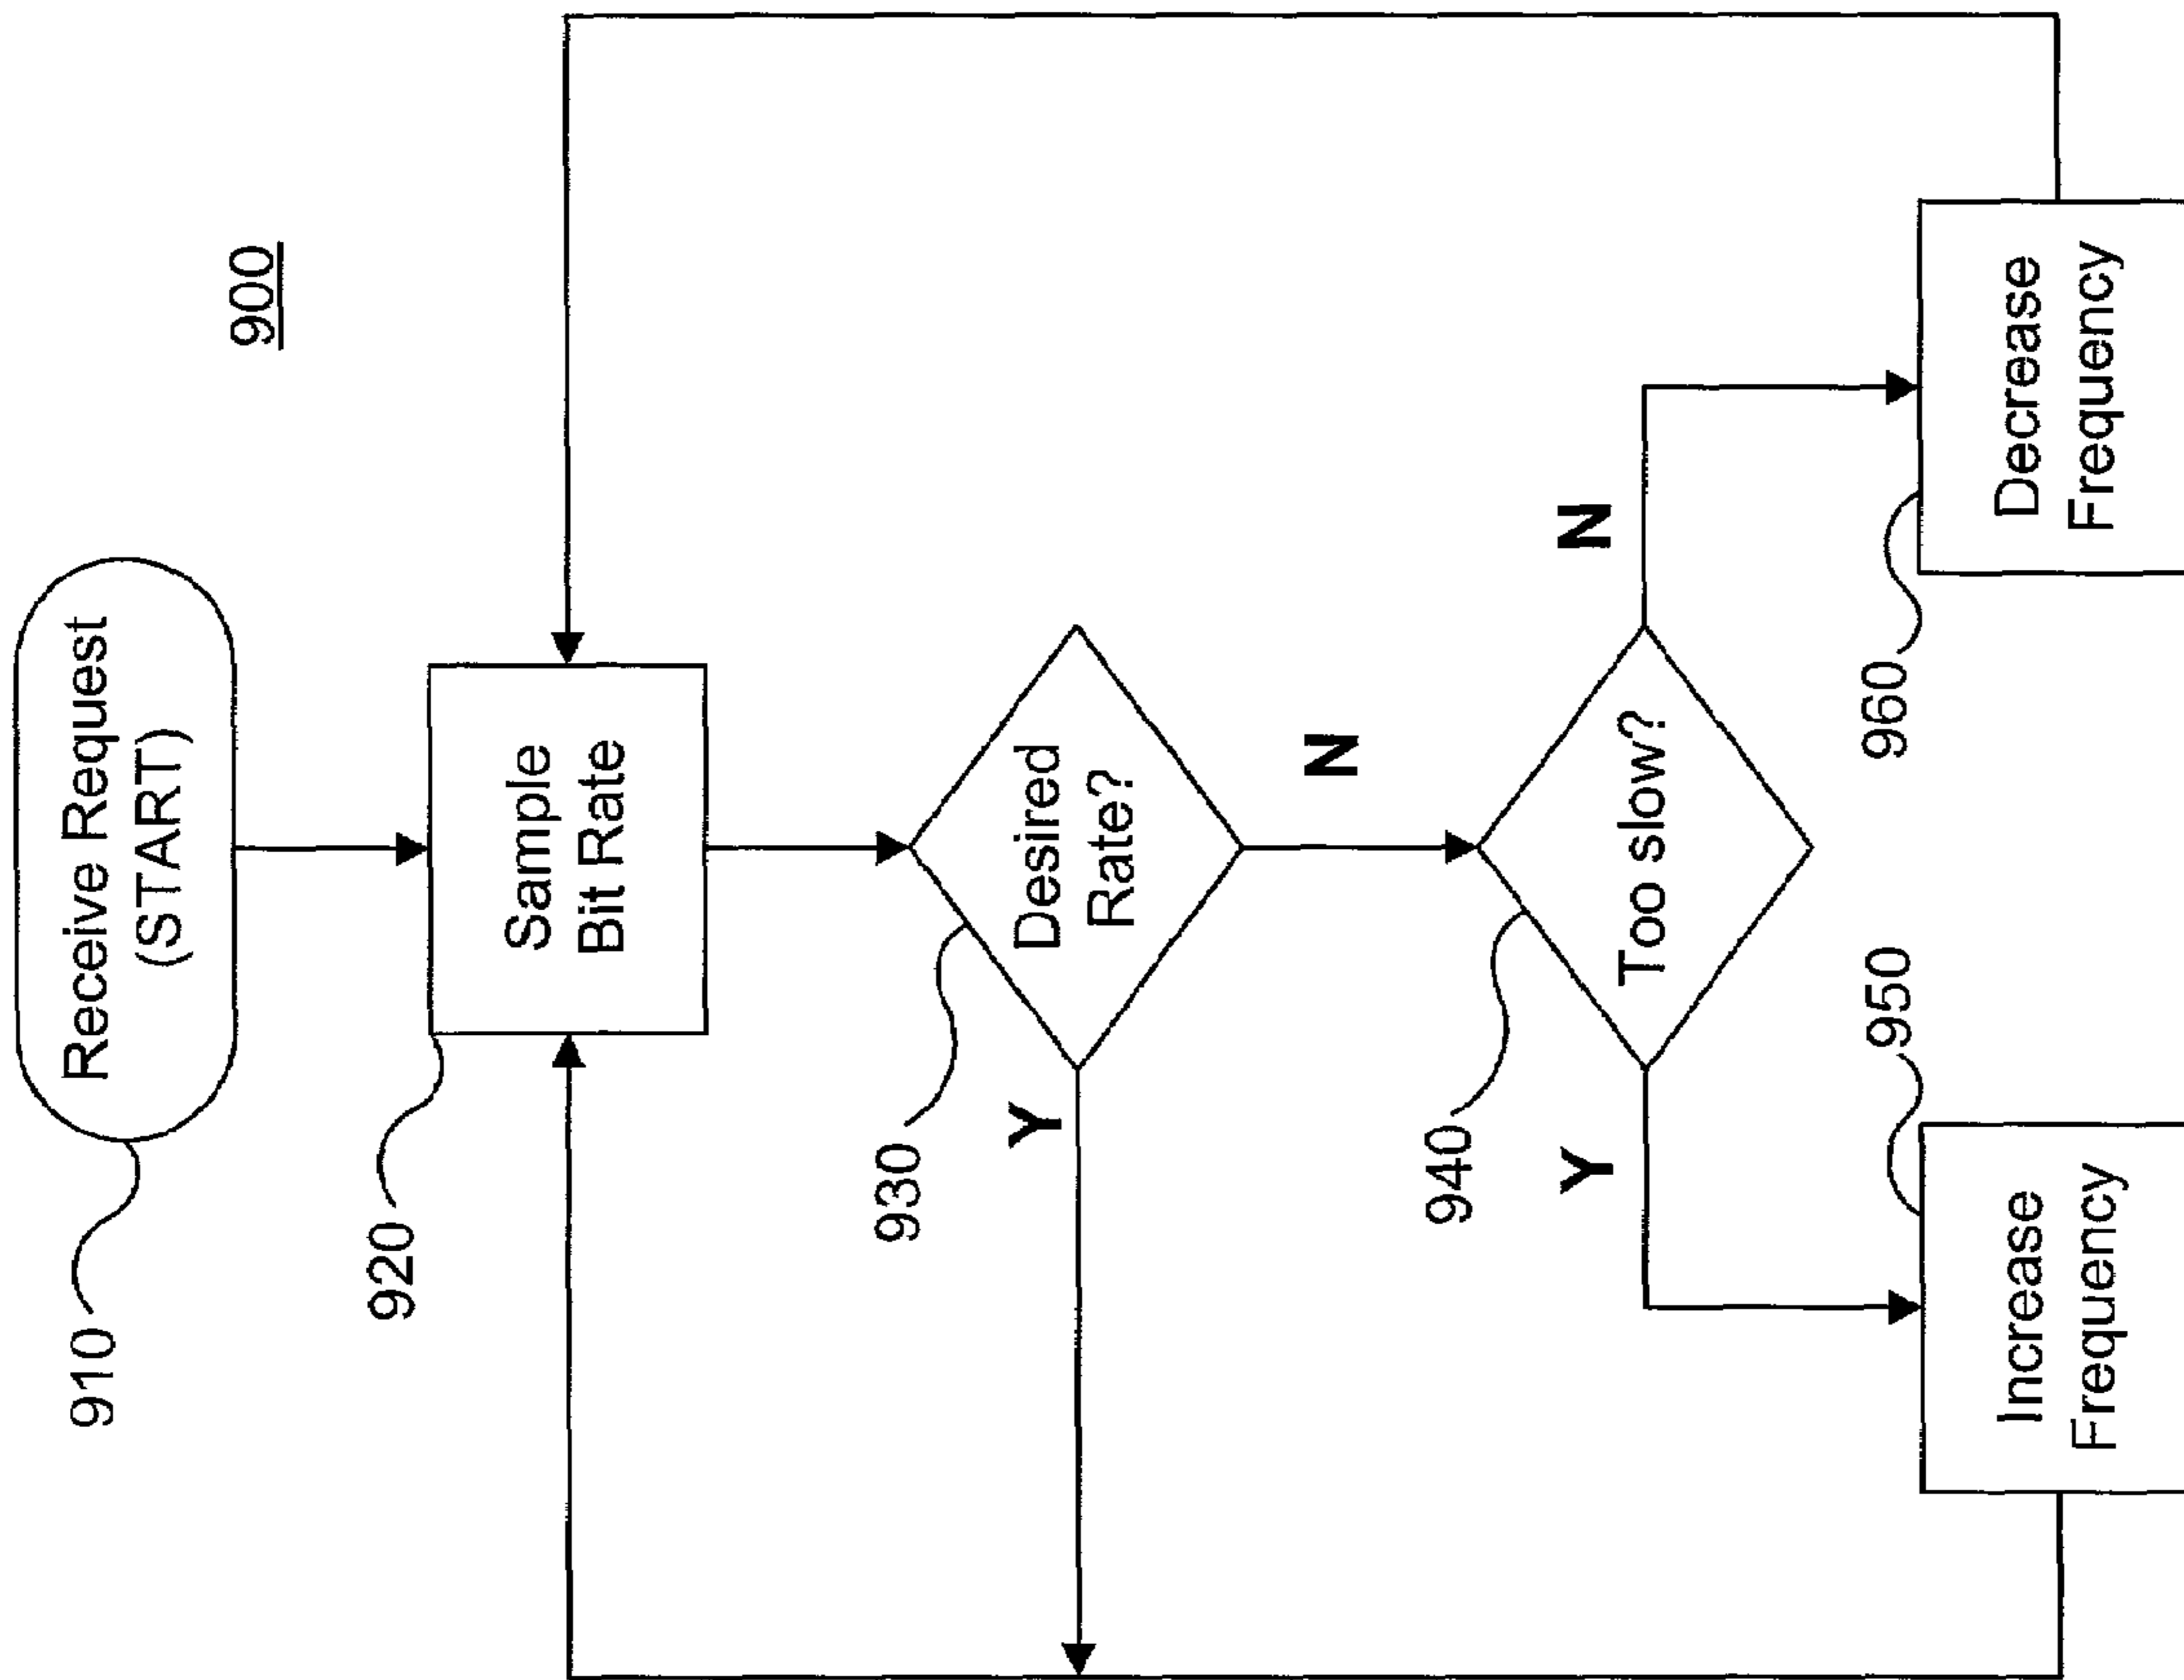 900
910
Receive Request
(START)
920
Sample
Bit Rate
930
Desired
Rate?
Y
N
940
Too slow?
Y
N
950
Increase
Frequency
960
Decrease
Frequency